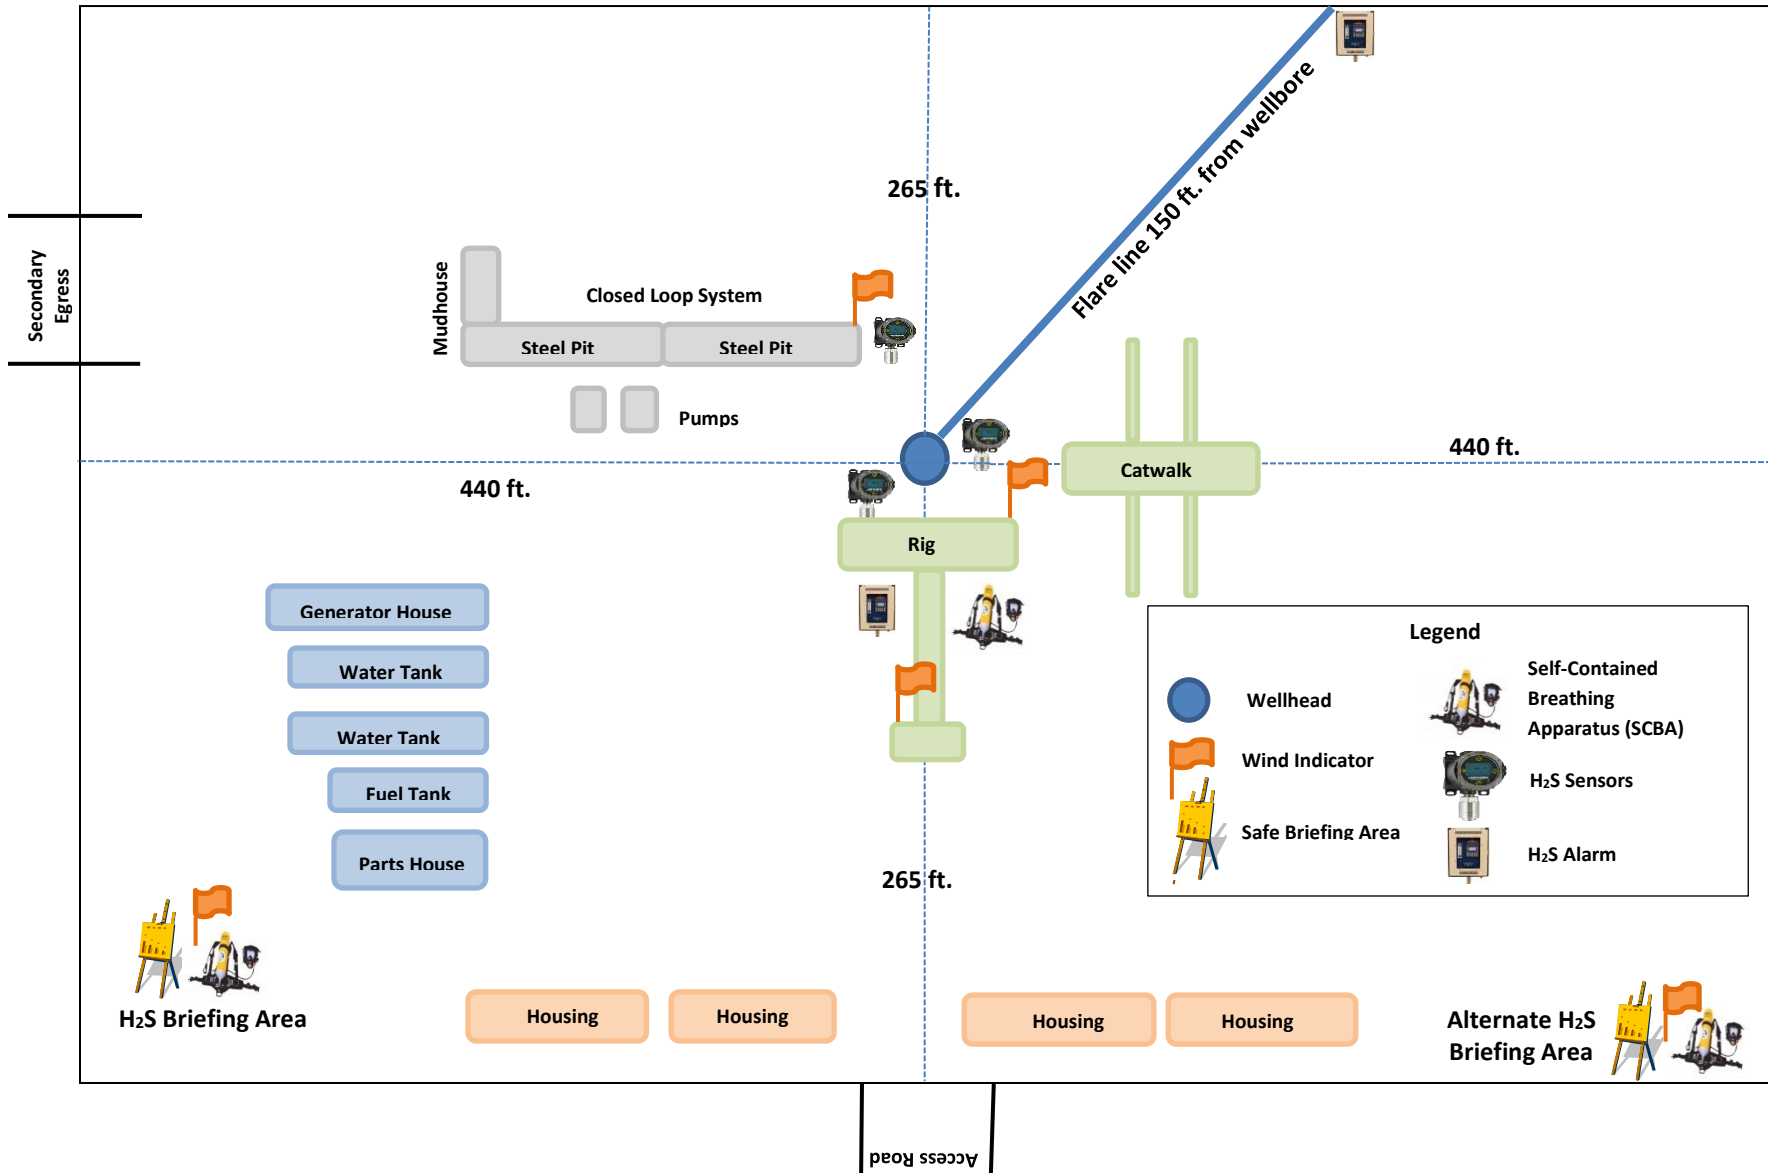 265 ft.
Flare line 150 ft. from wellbore
Secondary
Egress
Mudhouse
Closed Loop System
Steel Pit
Steel Pit
Pumps
440 ft.
440 ft.
Catwalk
Rig
Generator House
Water Tank
Water Tank
Fuel Tank
Parts House
265 ft.
Legend
Wellhead
Wind Indicator
Safe Briefing Area
Self-Contained
Breathing
Apparatus (SCBA)
H2S Sensors
H2S Alarm
H2S Briefing Area
Housing
Housing
Housing
Housing
Alternate H2S
Briefing Area
Access Road